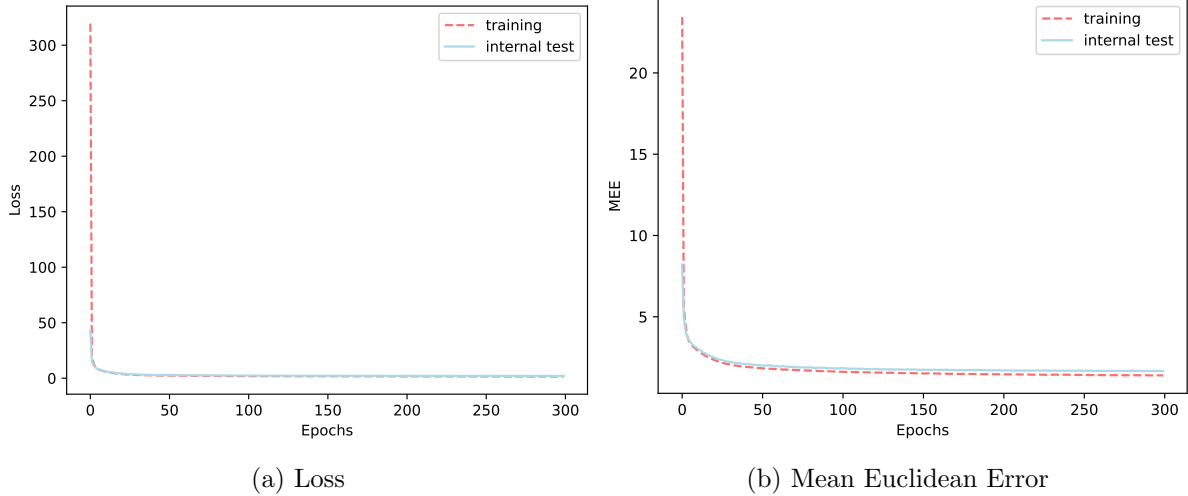 training
internal test
Loss
300
250
200
150
100
50
0
0 50 100 150 200 250 300
Epochs
(a) Loss
training
internal test
MEE
20
15
10
5
0 50 100 150 200 250 300
Epochs
(b) Mean Euclidean Error